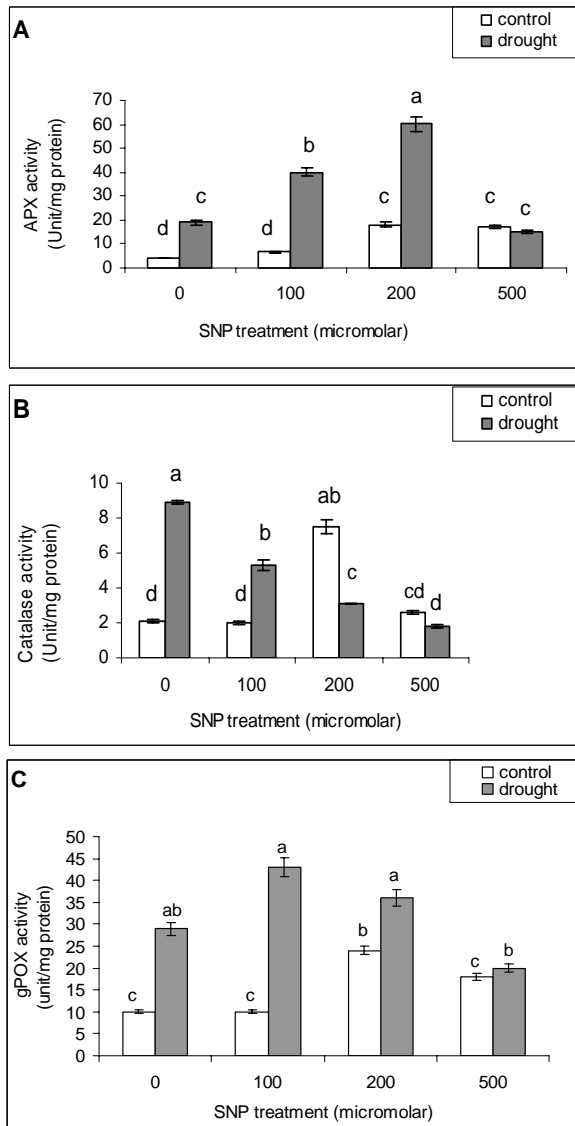 A
control
drought
APX activity
(Unit/mg protein)
70
60
50
40
30
20
10
0
d
c
d
b
c
a
c
c
0 100 200 500
SNP treatment (micromolar)
B
control
drought
Catalase activity
(Unit/mg protein)
10
8
6
4
2
0
d
a
d
b
ab
c
cd
d
0 100 200 500
SNP treatment (micromolar)
C
control
drought
gPOX activity
(unit/mg protein)
50
45
40
35
30
25
20
15
10
5
0
c
ab
c
a
b
a
c
b
0 100 200 500
SNP treatment (micromolar)